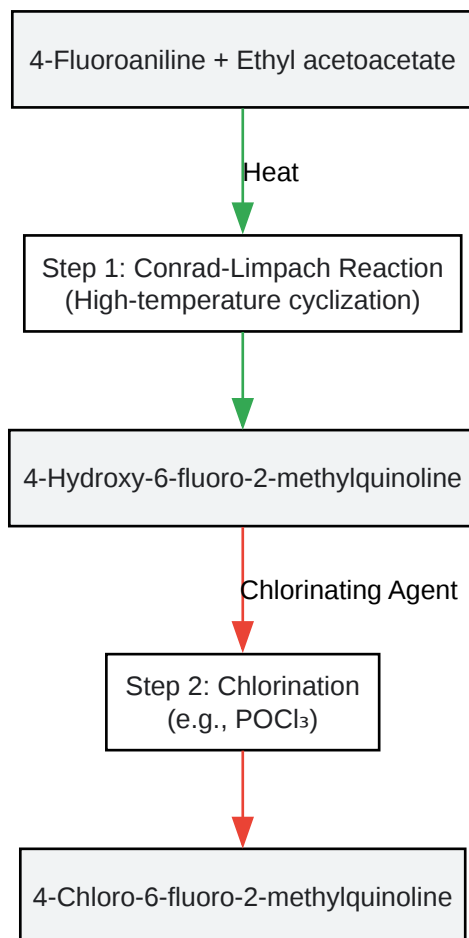 4-Fluoroaniline + Ethyl acetoacetate
Heat
Step 1: Conrad-Limpach Reaction
(High-temperature cyclization)
4-Hydroxy-6-fluoro-2-methylquinoline
Chlorinating Agent
Step 2: Chlorination
(e.g., POCl₃)
4-Chloro-6-fluoro-2-methylquinoline